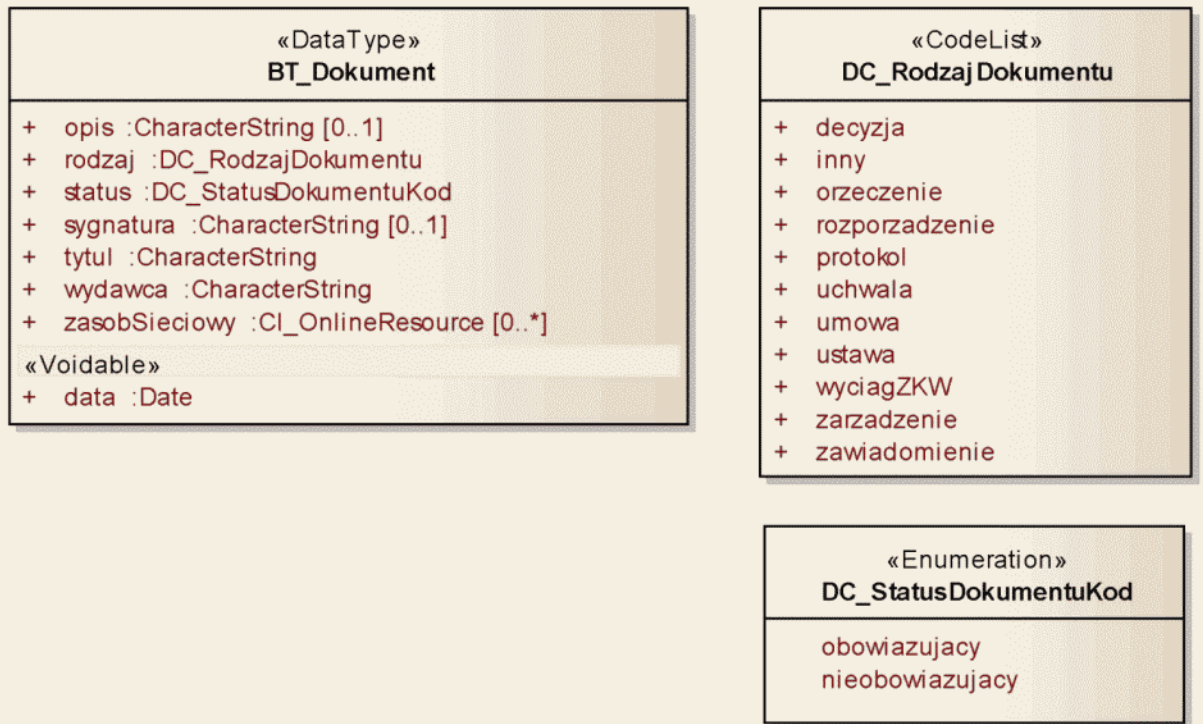 «DataType»
BT_Dokument
+ opis :CharacterString [0..1]
+ rodzaj :DC_RodzajDokumentu
+ status :DC_StatusDokumentuKod
+ sygnatura :CharacterString [0..1]
+ tytul :CharacterString
+ wydawca :CharacterString
+ zasobSieciowy :CI_OnlineResource [0..*]
«Voidable»
+ data :Date
«CodeList»
DC_RodzajDokumentu
+ decyzja
+ inny
+ orzeczenie
+ rozporzadzenie
+ protokol
+ uchwala
+ umowa
+ ustawa
+ wyciagZKW
+ zarzadzenie
+ zawiadomienie
«Enumeration»
DC_StatusDokumentuKod
obowiazujacy
nieobowiazujacy